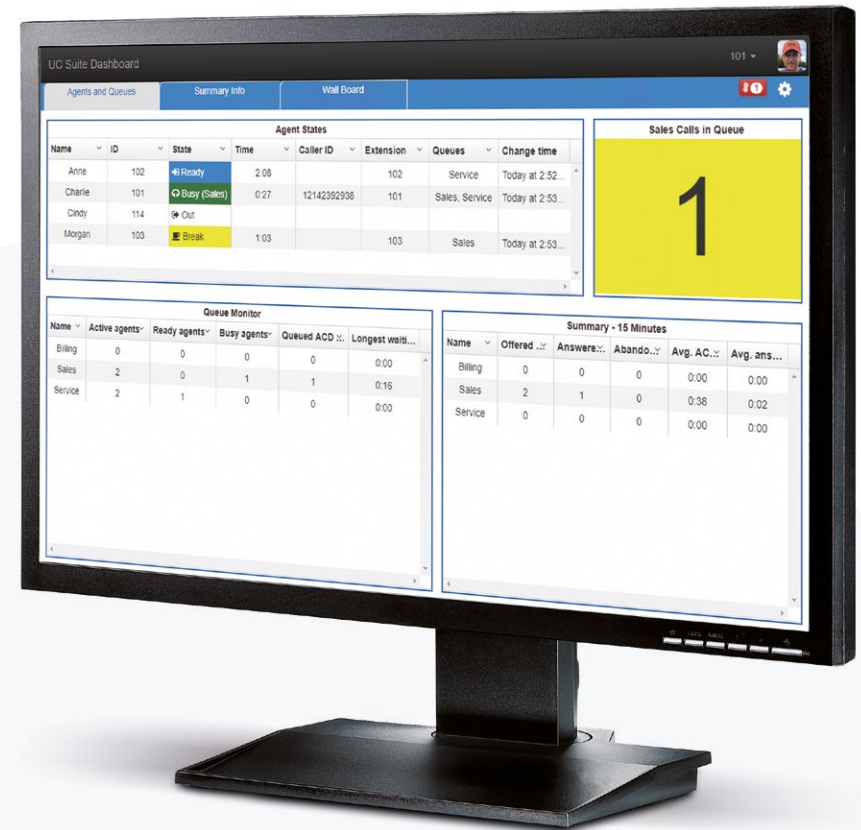 UC Suite Dashboard 101
Agents and Queues Summary Info Wall Board 1
Agent States
Name ID State Time Caller ID Extension Queues Change time
Anne 102 Ready 2:08 102 Service Today at 2:52...
Charlie 101 Busy (Sales) 0:27 12142392938 101 Sales, Service Today at 2:53...
Cindy 114 Out
Morgan 103 Break 1:03 103 Sales Today at 2:53...
Sales Calls in Queue
1
Queue Monitor
Name Active agents Ready agents Busy agents Queued ACD ... Longest waiti...
Billing 0 0 0 0 0:00
Sales 2 0 1 1 0:16
Service 2 1 0 0 0:00
Summary - 15 Minutes
Name Offered ... Answere... Abando... Avg. AC... Avg. ans...
Billing 0 0 0 0:00 0:00
Sales 2 1 0 0:38 0:02
Service 0 0 0 0:00 0:00